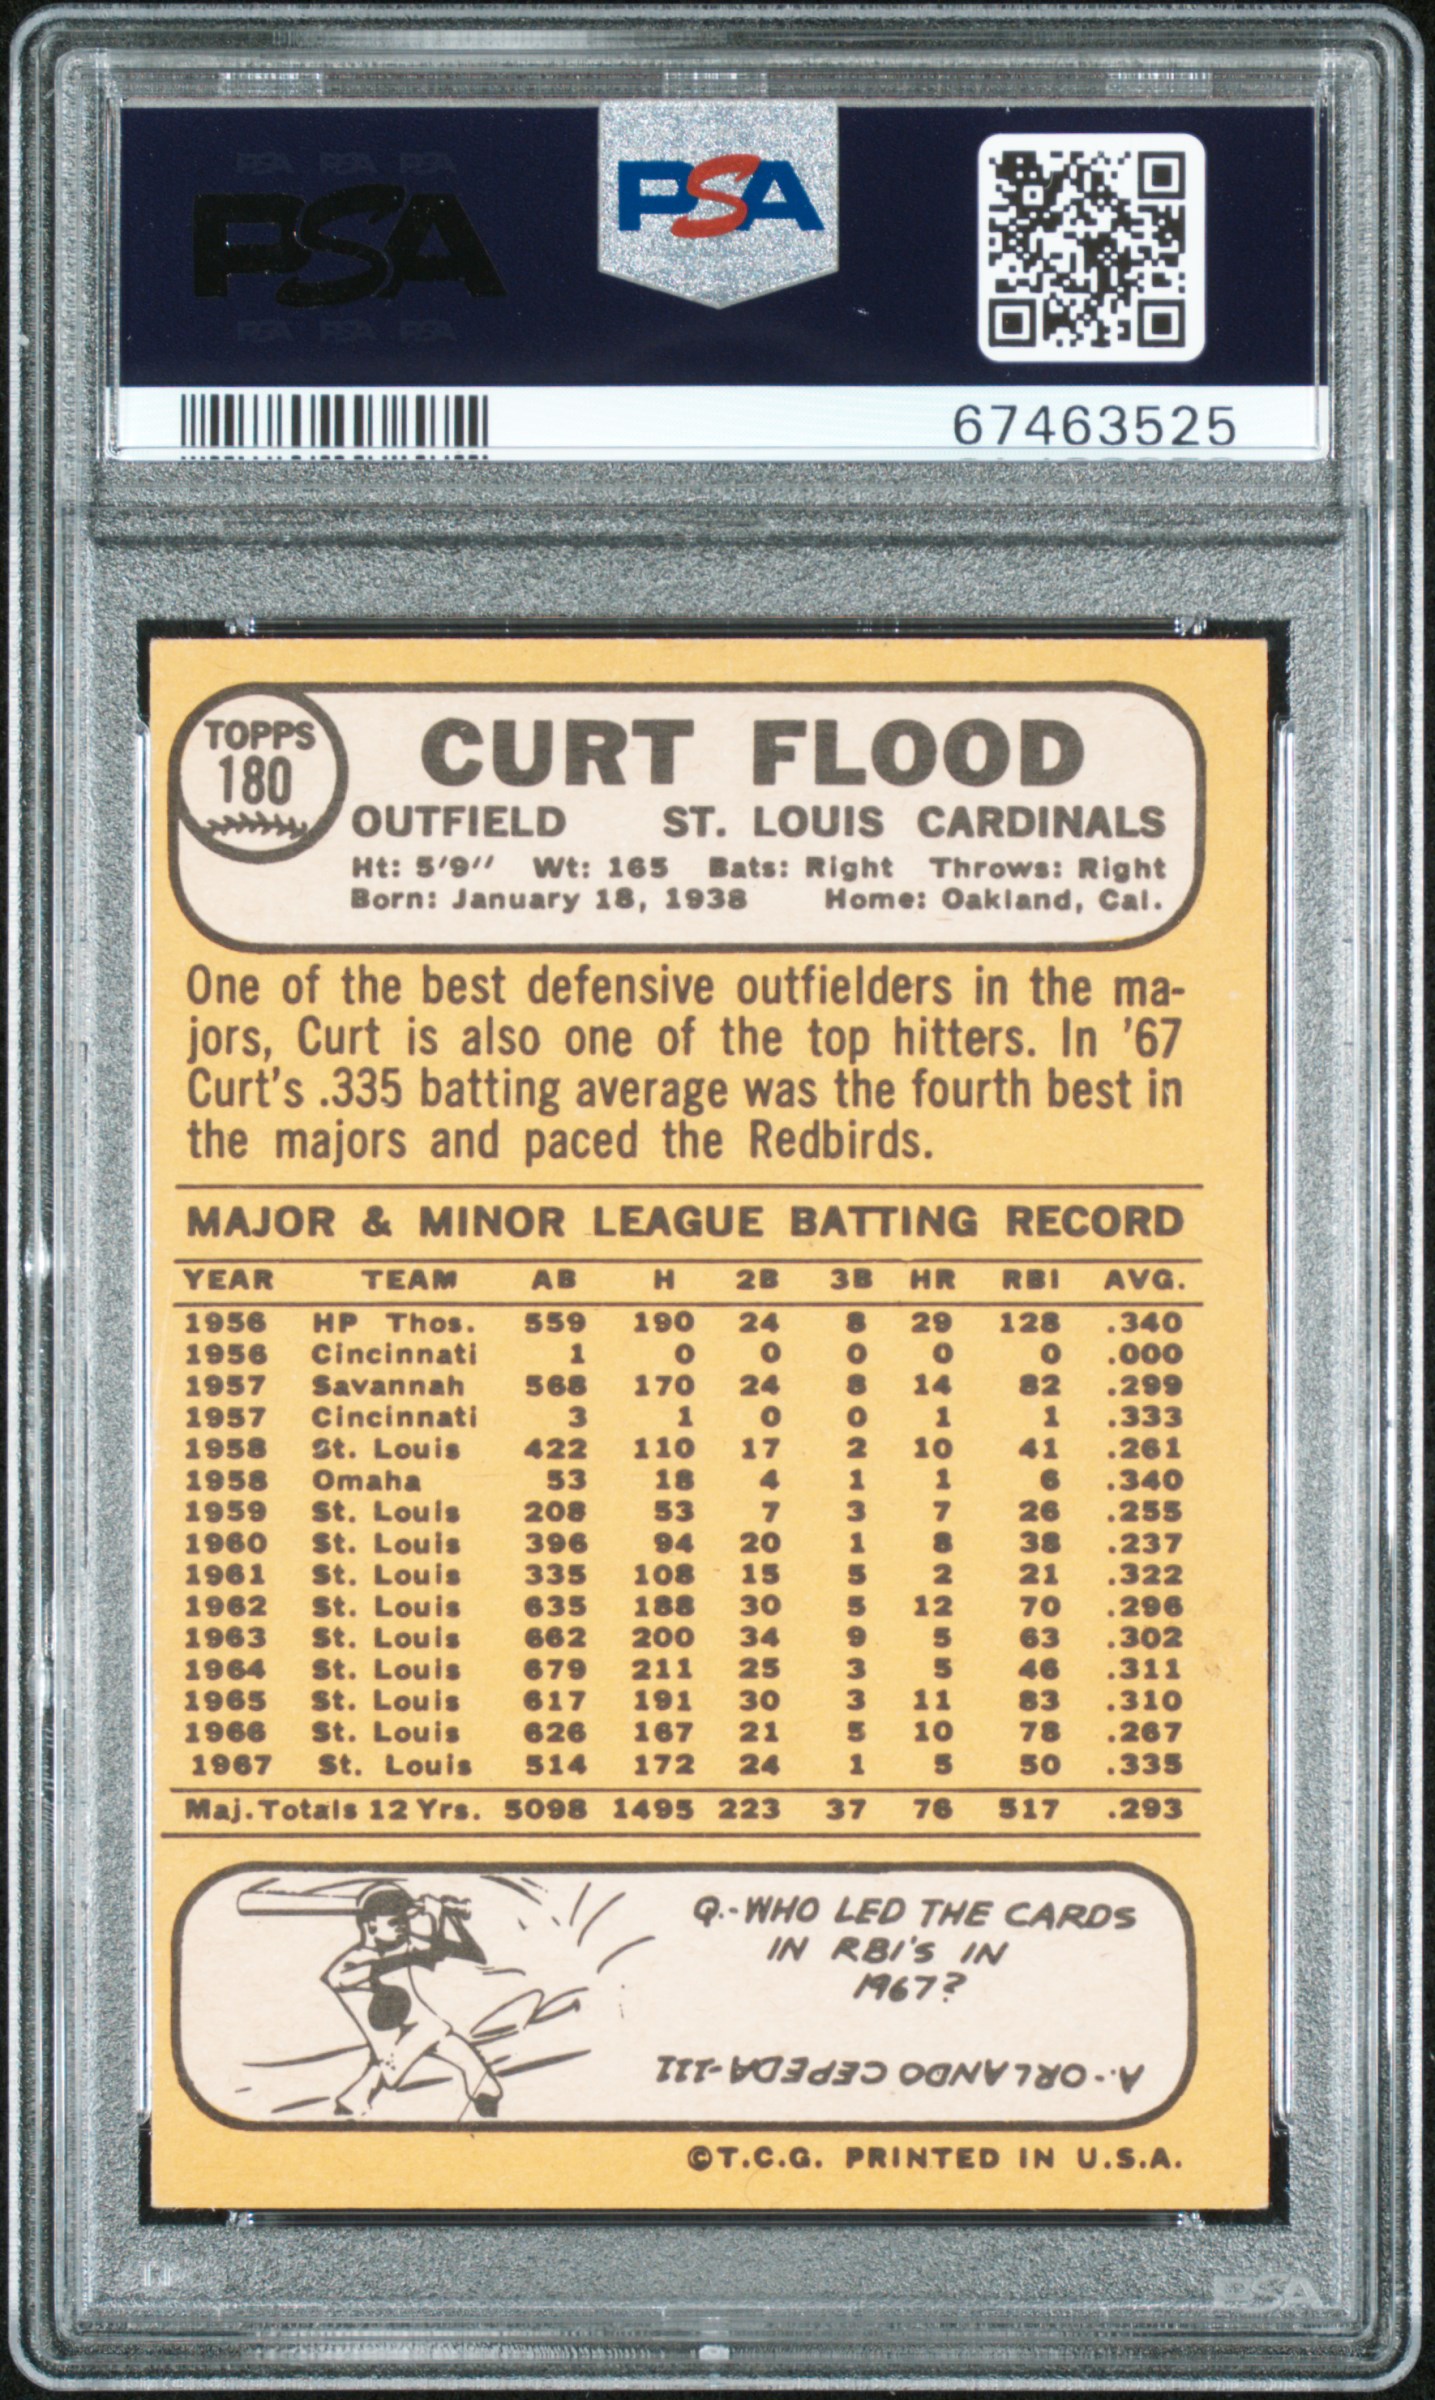 PSA PSA PSA
PSA
PSA PSA PSA
PSA
67463525
TOPPS
180
CURT FLOOD
OUTFIELD ST. LOUIS CARDINALS
Ht: 5'9'' Wt: 165 Bats: Right Throws: Right
Born: January 18, 1938 Home: Oakland, Cal.
One of the best defensive outfielders in the ma-
jors, Curt is also one of the top hitters. In '67
Curt's .335 batting average was the fourth best in
the majors and paced the Redbirds.
MAJOR & MINOR LEAGUE BATTING RECORD
YEAR TEAM AB H 2B 3B HR RBI AVG.
1956 HP Thos. 559 190 24 8 29 128 .340
1956 Cincinnati 1 0 0 0 0 0 .000
1957 Savannah 568 170 24 8 14 82 .299
1957 Cincinnati 3 1 0 0 1 1 .333
1958 St. Louis 422 110 17 2 10 41 .261
1958 Omaha 53 18 4 1 1 6 .340
1959 St. Louis 208 53 7 3 7 26 .255
1960 St. Louis 396 94 20 1 8 38 .237
1961 St. Louis 335 108 15 5 2 21 .322
1962 St. Louis 635 188 30 5 12 70 .296
1963 St. Louis 662 200 34 9 5 63 .302
1964 St. Louis 679 211 25 3 5 46 .311
1965 St. Louis 617 191 30 3 11 83 .310
1966 St. Louis 626 167 21 5 10 78 .267
1967 St. Louis 514 172 24 1 5 50 .335
Maj. Totals 12 Yrs. 5098 1495 223 37 76 517 .293
Q.-WHO LED THE CARDS
IN RBI'S IN
1967?
A.-ORLANDO CEPEDA-111
©T.C.G. PRINTED IN U.S.A.
PSA